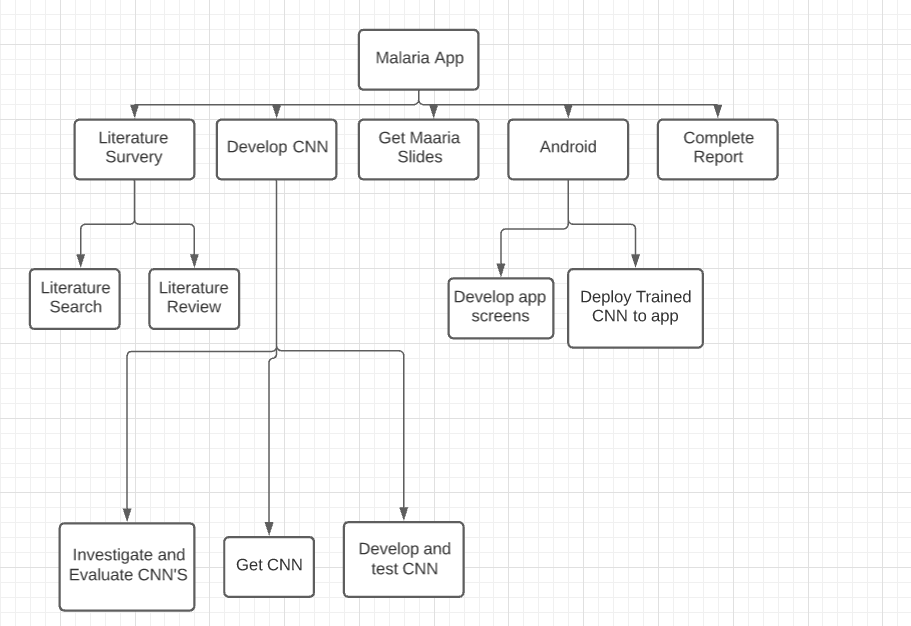 Malaria App
Literature
Survery
Develop CNN
Get Maaria
Slides
Android
Complete
Report
Literature
Search
Literature
Review
Develop app
screens
Deploy Trained
CNN to app
Investigate and
Evaluate CNN'S
Get CNN
Develop and
test CNN